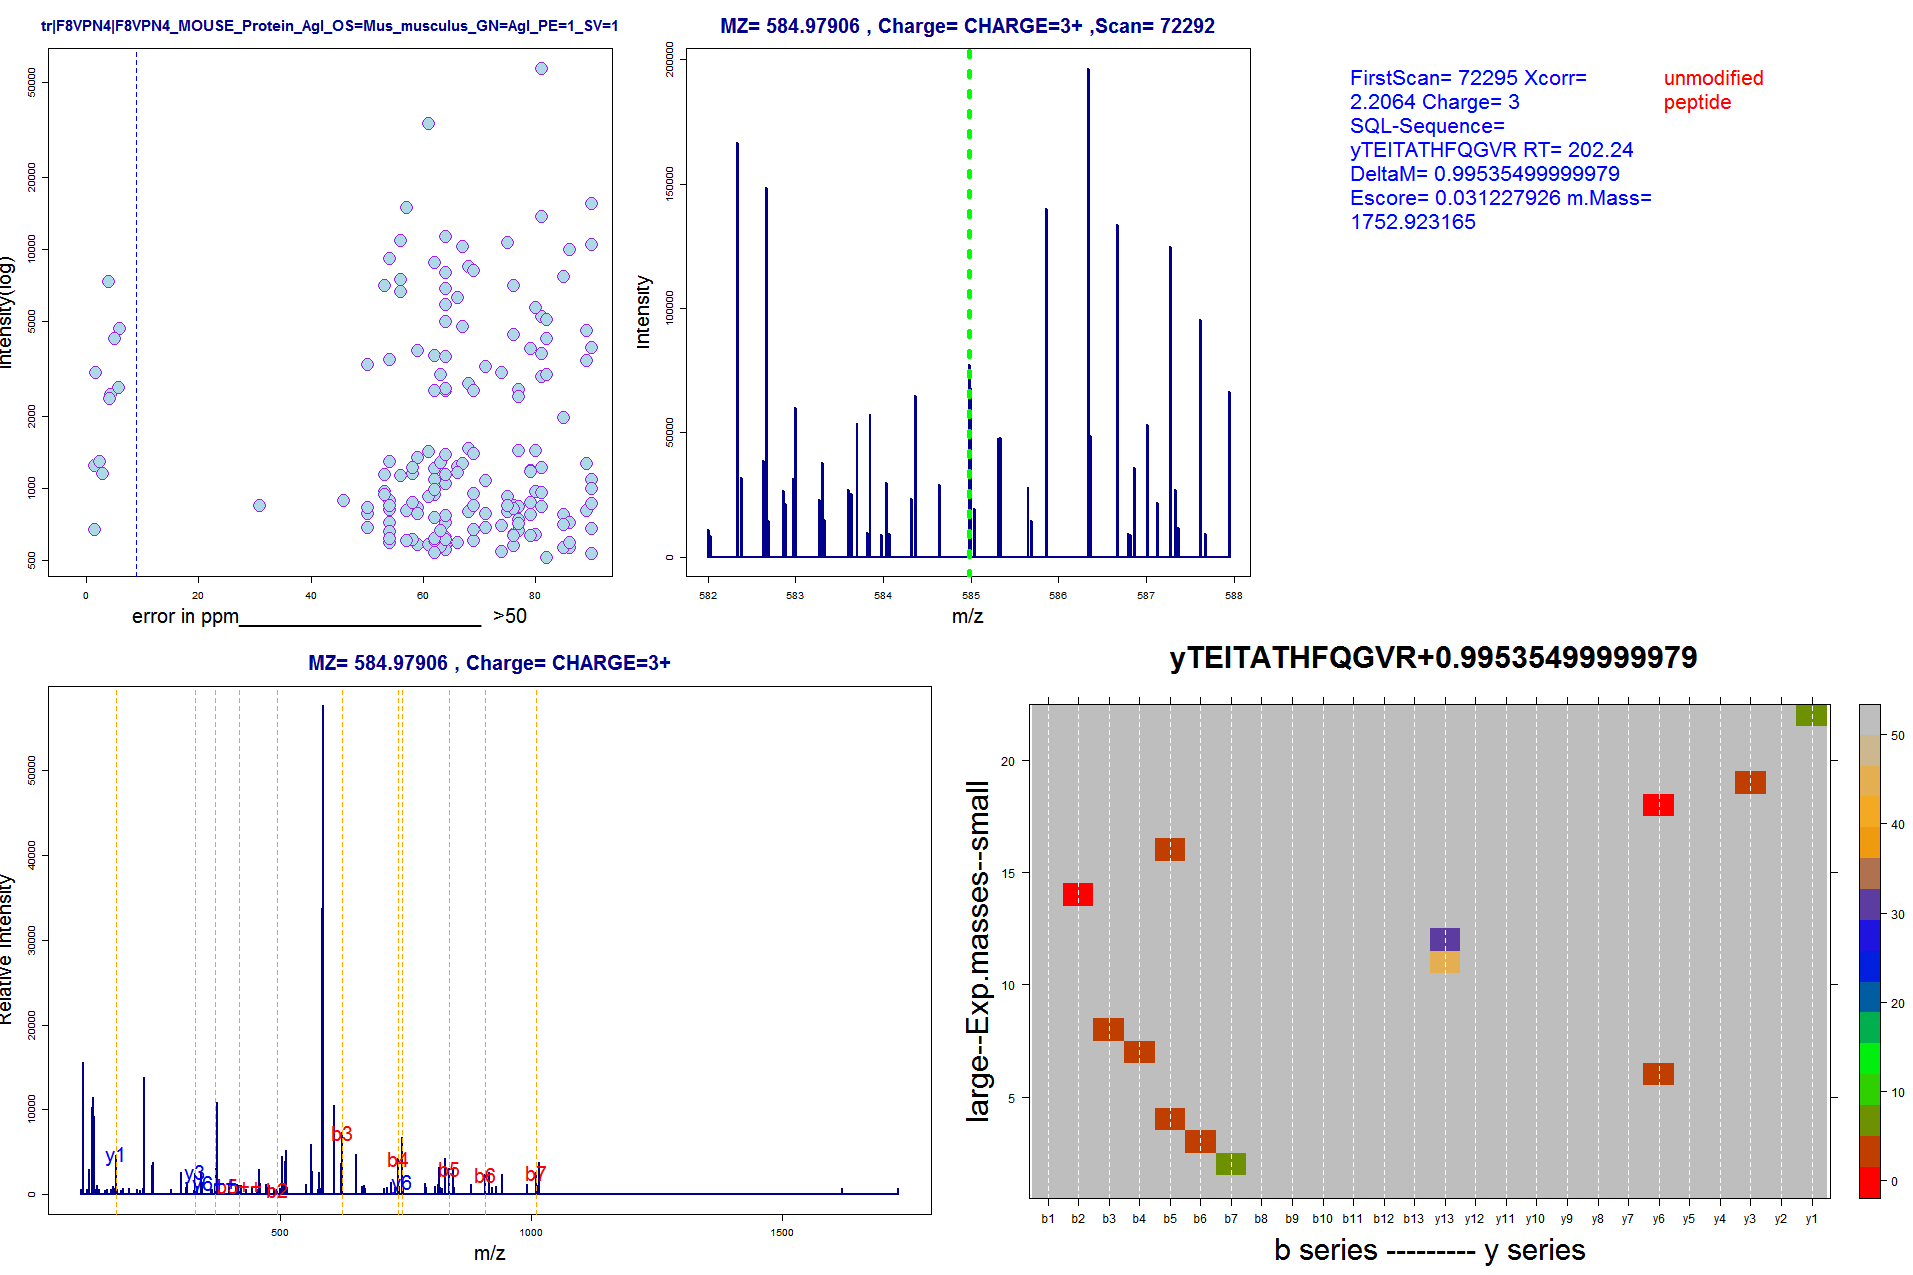 tr|F8VPN4|F8VPN4_MOUSE_Protein_Agl_OS=Mus_musculus_GN=Agl_PE=1_SV=1
Intensity(log)
50000
20000
10000
5000
2000
1000
500
0 20 40 60 80
error in ppm________________________ >50
MZ= 584.97906 , Charge= CHARGE=3+ ,Scan= 72292
Intensity
200000
150000
100000
50000
0
582 583 584 585 586 587 588
m/z
FirstScan= 72295 Xcorr=
2.2064 Charge= 3
SQL-Sequence=
yTEITATHFQGVR RT= 202.24
DeltaM= 0.99535499999979
Escore= 0.031227926 m.Mass=
1752.923165
unmodified
peptide
MZ= 584.97906 , Charge= CHARGE=3+
Relative Intensity
50000
40000
30000
20000
10000
0
y1
y3
y6
b5++
b2
b3
b4
y6
b5
b6
b7
500 1000 1500
m/z
yTEITATHFQGVR+0.99535499999979
large--Exp.masses--small
20
15
10
5
b1 b2 b3 b4 b5 b6 b7 b8 b9 b10 b11 b12 b13 y13 y12 y11 y10 y9 y8 y7 y6 y5 y4 y3 y2 y1
b series --------- y series
50
40
30
20
10
0